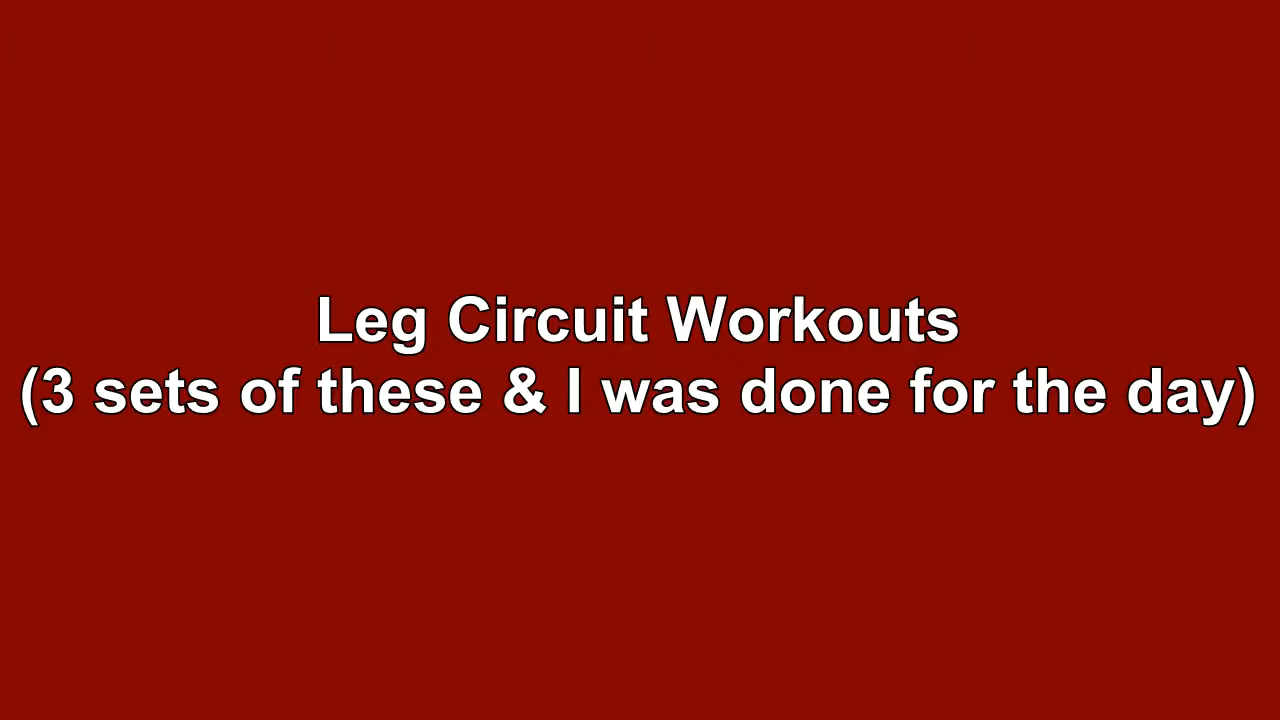 Leg Circuit Workouts
(3 sets of these & I was done for the day)